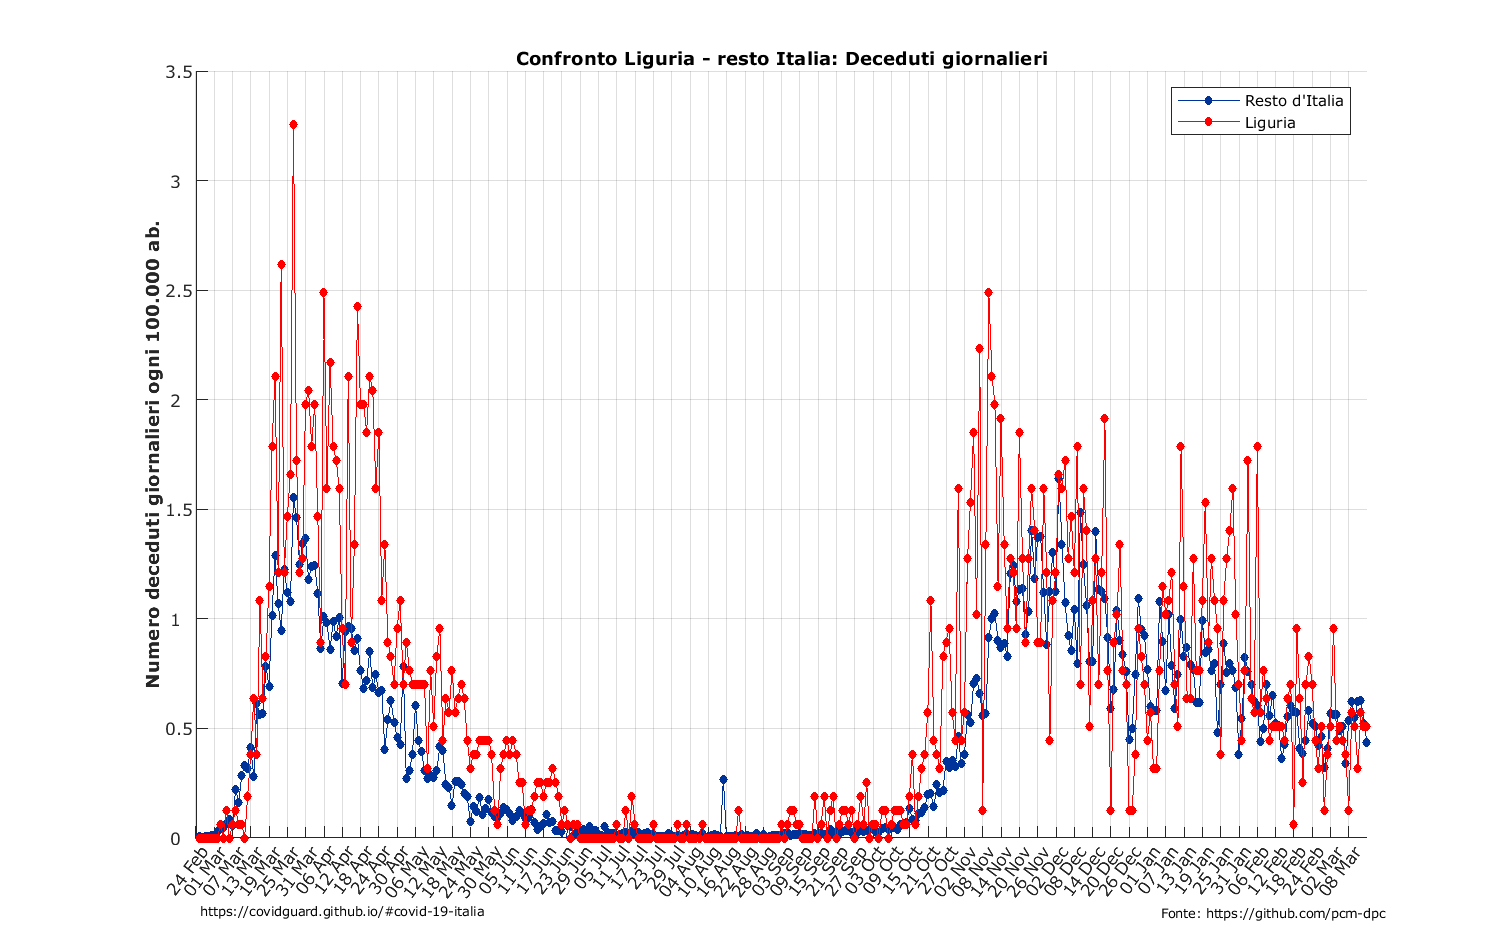 Confronto Liguria - resto Italia: Deceduti giornalieri
Resto d'Italia
Liguria
Numero deceduti giornalieri ogni 100.000 ab.
3.5
3
2.5
2
1.5
1
0.5
0
24 Feb
01 Mar
07 Mar
13 Mar
19 Mar
25 Mar
31 Mar
06 Apr
12 Apr
18 Apr
24 Apr
30 Apr
06 May
12 May
18 May
24 May
30 May
05 Jun
11 Jun
17 Jun
23 Jun
29 Jun
05 Jul
11 Jul
17 Jul
23 Jul
29 Jul
04 Aug
10 Aug
16 Aug
22 Aug
28 Aug
03 Sep
09 Sep
15 Sep
21 Sep
27 Sep
03 Oct
09 Oct
15 Oct
21 Oct
27 Oct
02 Nov
08 Nov
14 Nov
20 Nov
26 Nov
02 Dec
08 Dec
14 Dec
20 Dec
26 Dec
01 Jan
07 Jan
13 Jan
19 Jan
25 Jan
31 Jan
06 Feb
12 Feb
18 Feb
24 Feb
02 Mar
08 Mar
https://covidguard.github.io/#covid-19-italia
Fonte: https://github.com/pcm-dpc